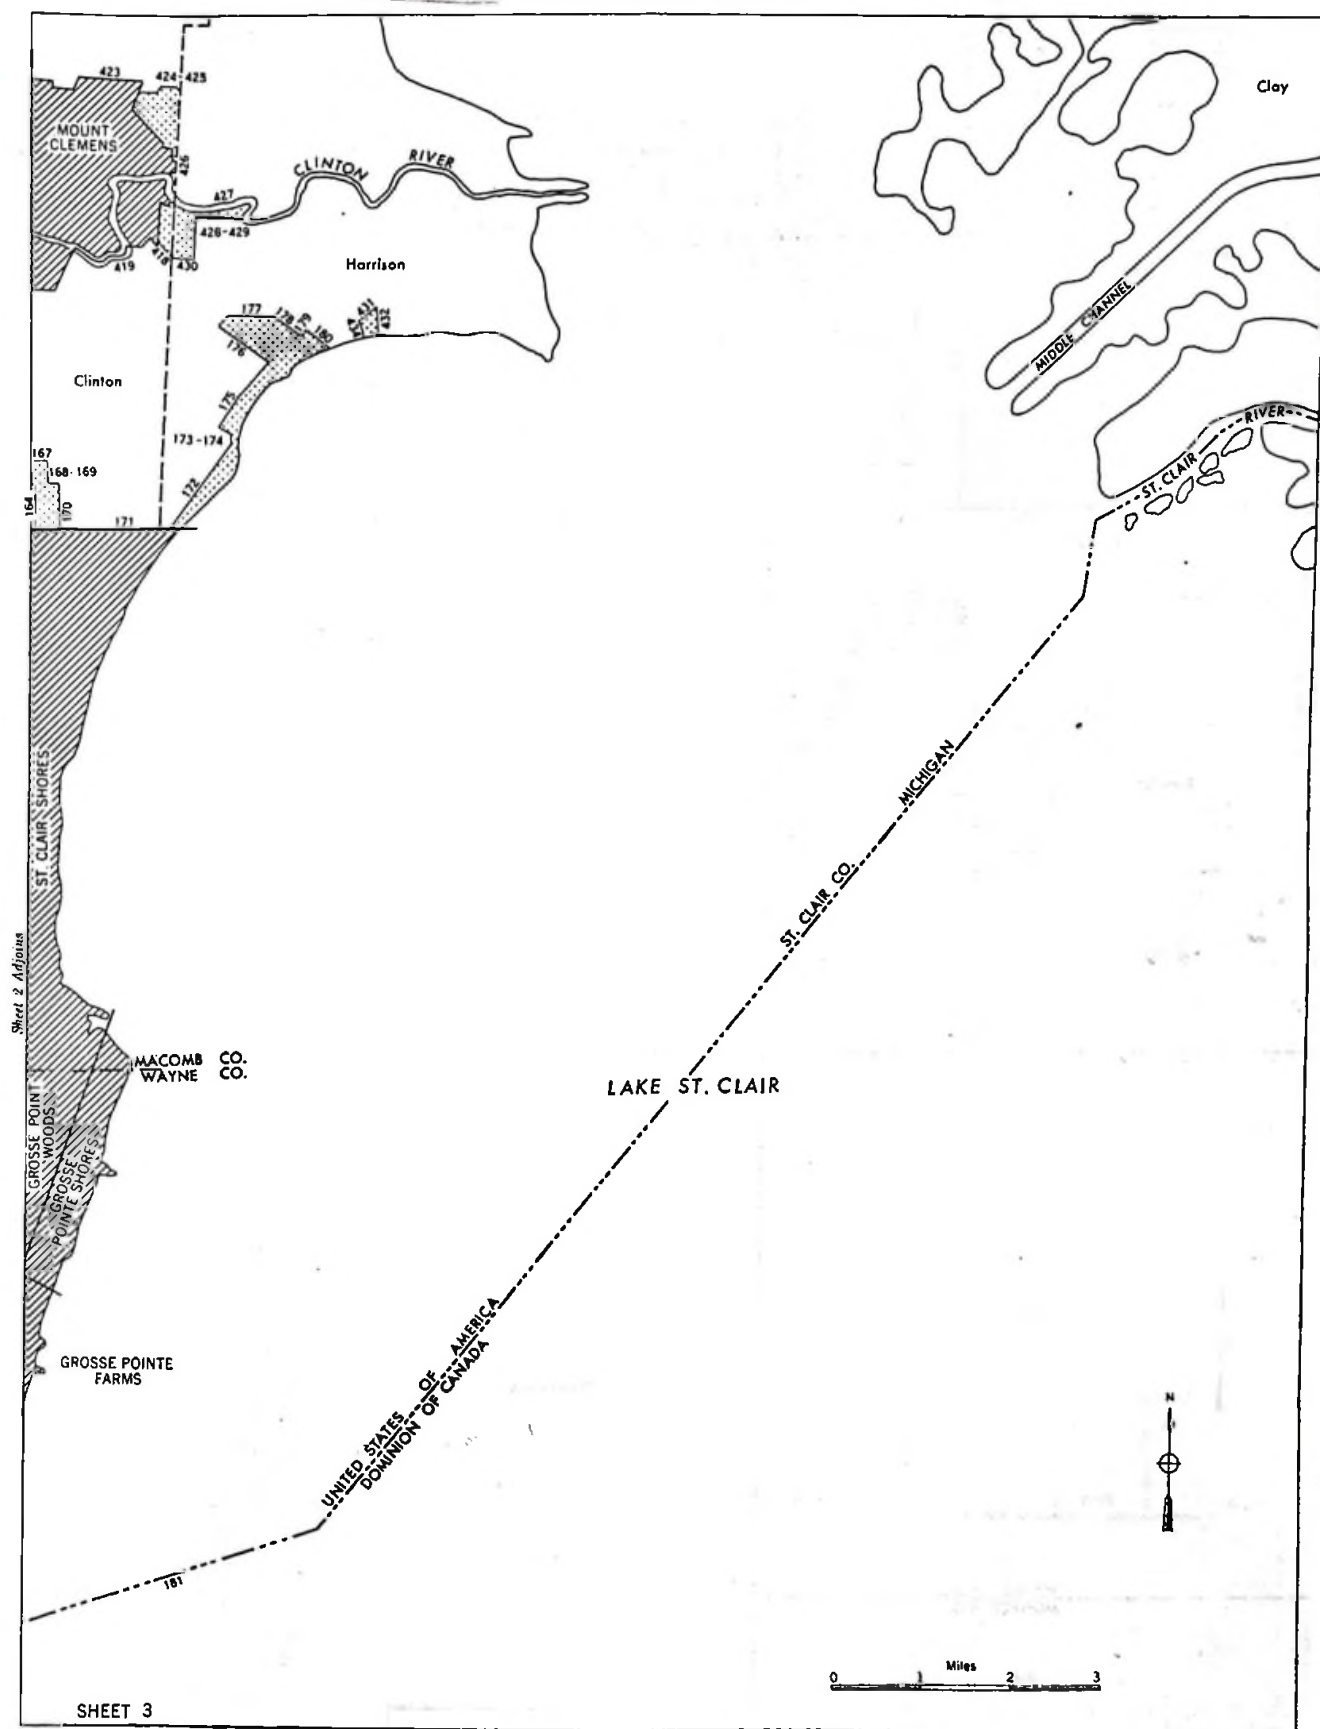 423
424-425
Clay
MOUNT
CLEMENS
426
CLINTON RIVER
427
428-429
418
419
430
Harrison
177
178
180
431
432
176
MIDDLE CHANNEL
Clinton
175
RIVER
173-174
ST. CLAIR
167
168-169
172
164
170
171
MICHIGAN
ST. CLAIR SHORES
ST. CLAIR CO.
Sheet 2 Adjoins
MACOMB CO.
WAYNE CO.
LAKE ST. CLAIR
GROSSE POINT
WOODS
GROSSE
POINTE SHORES
UNITED STATES OF AMERICA
DOMINION OF CANADA
GROSSE POINTE
FARMS
N
181
Miles
0 1 2 3
SHEET 3